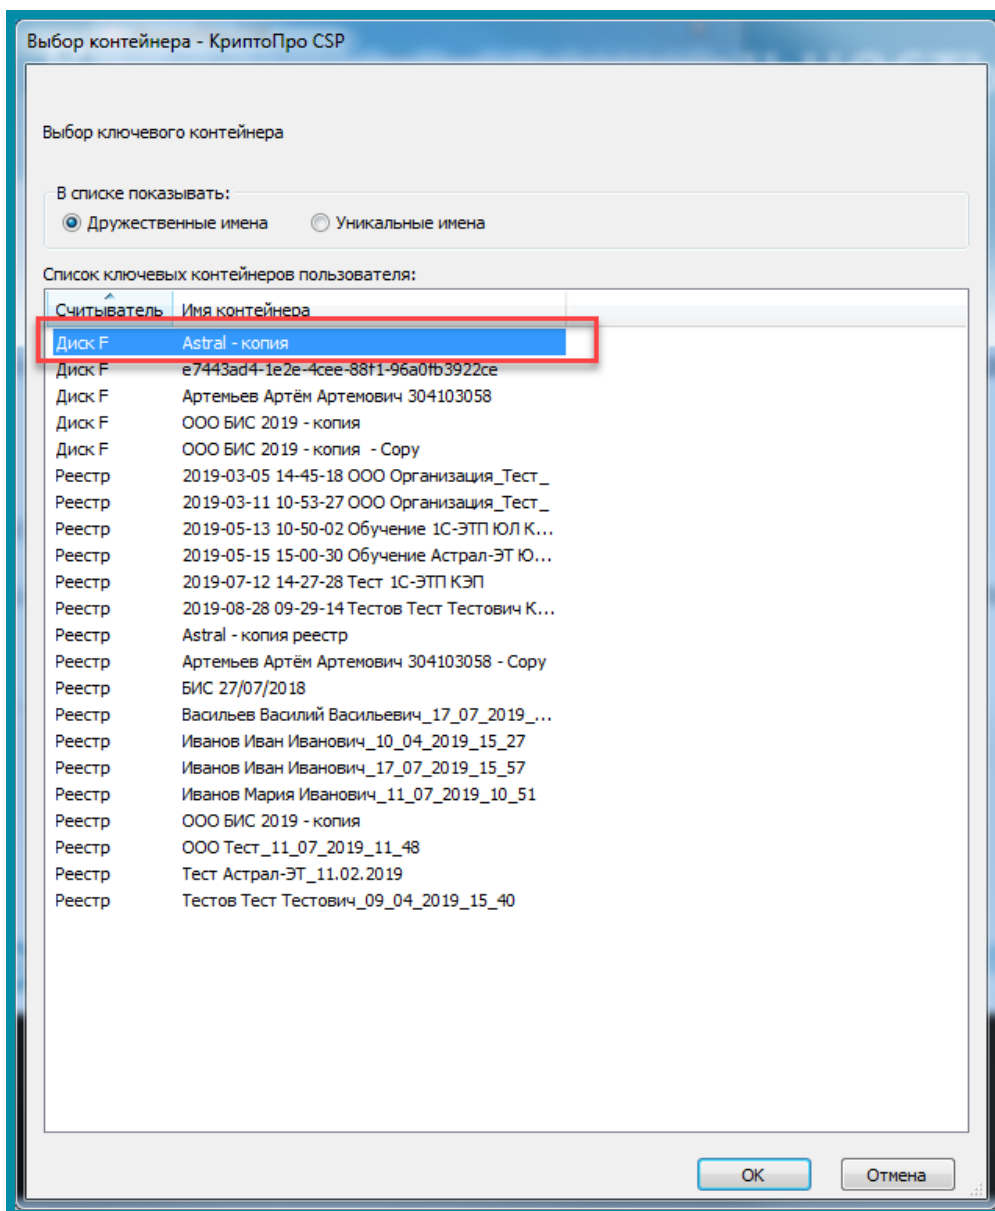 Выбор контейнера - КриптоПро CSP
Выбор ключевого контейнера
В списке показывать:
Дружественные имена Уникальные имена
Список ключевых контейнеров пользователя:
Считыватель Имя контейнера
Диск F Astral - копия
Диск F e7443ad4-1e2e-4cee-88f1-96a0fb3922ce
Диск F Артемьев Артём Артемович 304103058
Диск F ООО БИС 2019 - копия
Диск F ООО БИС 2019 - копия - Copy
Реестр 2019-03-05 14-45-18 ООО Организация_Тест_
Реестр 2019-03-11 10-53-27 ООО Организация_Тест_
Реестр 2019-05-13 10-50-02 Обучение 1С-ЭТП ЮЛ К...
Реестр 2019-05-15 15-00-30 Обучение Астрал-ЭТ Ю...
Реестр 2019-07-12 14-27-28 Тест 1С-ЭТП КЭП
Реестр 2019-08-28 09-29-14 Тестов Тест Тестович К...
Реестр Astral - копия реестр
Реестр Артемьев Артём Артемович 304103058 - Copy
Реестр БИС 27/07/2018
Реестр Васильев Василий Васильевич_17_07_2019_...
Реестр Иванов Иван Иванович_10_04_2019_15_27
Реестр Иванов Иван Иванович_17_07_2019_15_57
Реестр Иванов Мария Иванович_11_07_2019_10_51
Реестр ООО БИС 2019 - копия
Реестр ООО Тест_11_07_2019_11_48
Реестр Тест Астрал-ЭТ_11.02.2019
Реестр Тестов Тест Тестович_09_04_2019_15_40
OK Отмена